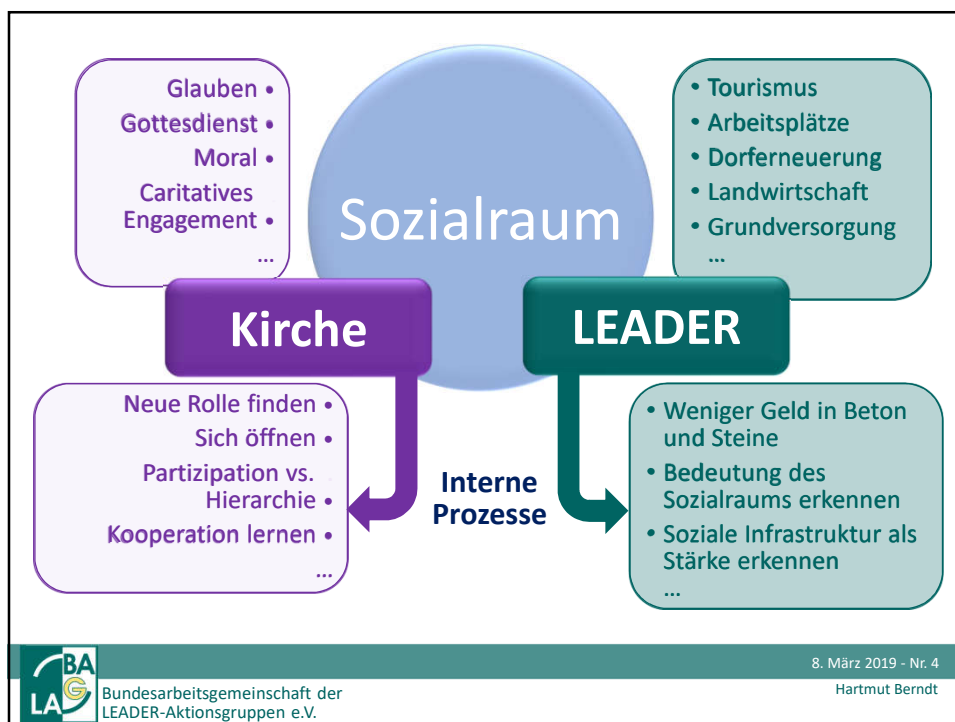 Glauben •
Gottesdienst •
Moral •
Caritatives
Engagement •
...
Sozialraum
• Tourismus
• Arbeitsplätze
• Dorferneuerung
• Landwirtschaft
• Grundversorgung
...
Kirche
LEADER
Neue Rolle finden •
Sich öffnen •
Partizipation vs.
Hierarchie •
Kooperation lernen •
...
Interne
Prozesse
• Weniger Geld in Beton
und Steine
• Bedeutung des
Sozialraums erkennen
• Soziale Infrastruktur als
Stärke erkennen
...
BA
G
LA
Bundesarbeitsgemeinschaft der
LEADER-Aktionsgruppen e.V.
8. März 2019 - Nr. 4
Hartmut Berndt